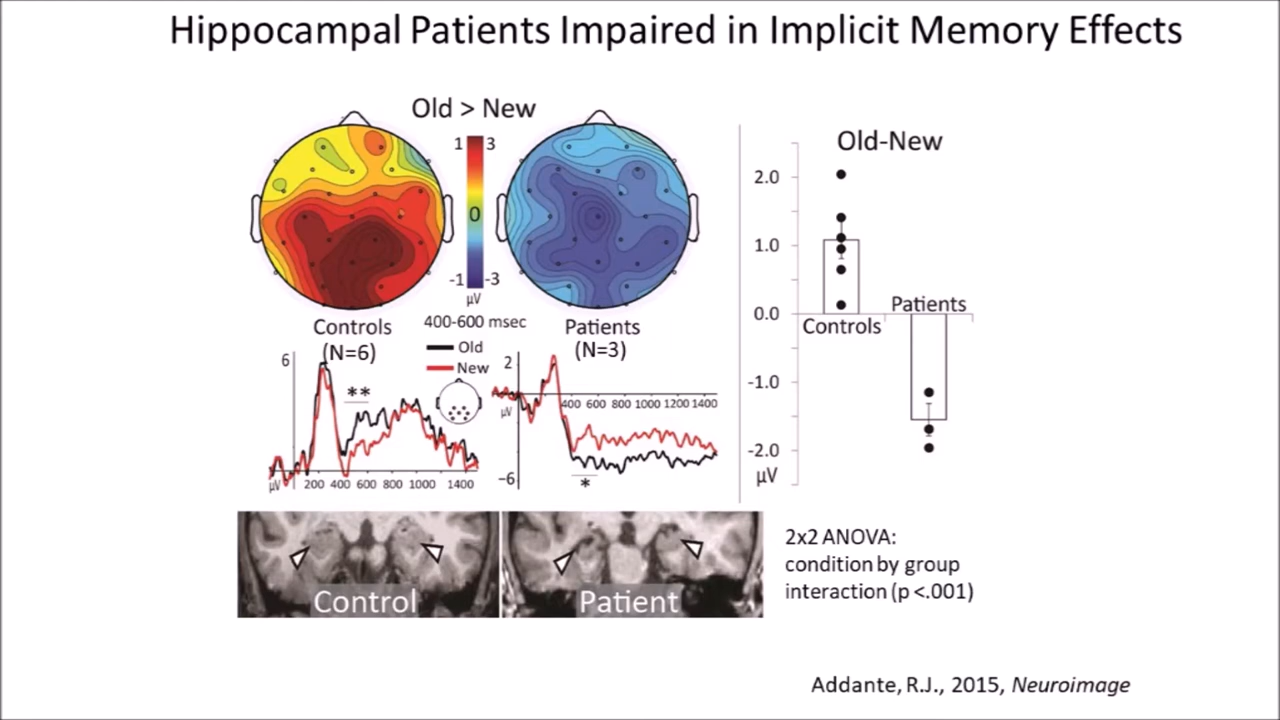 Hippocampal Patients Impaired in Implicit Memory Effects
Old > New
1 3
0
-1 -3
µV
400-600 msec
Controls
(N=6)
Patients
(N=3)
Old
New
6
**
µV
200 400 600 800 1000 1400
2
µV
400 600 800 1000 1200 1400
-6
*
Old-New
2.0
1.0
0.0
-1.0
-2.0
µV
Controls
Patients
Control
Patient
2x2 ANOVA:
condition by group
interaction (p <.001)
Addante, R.J., 2015, Neuroimage